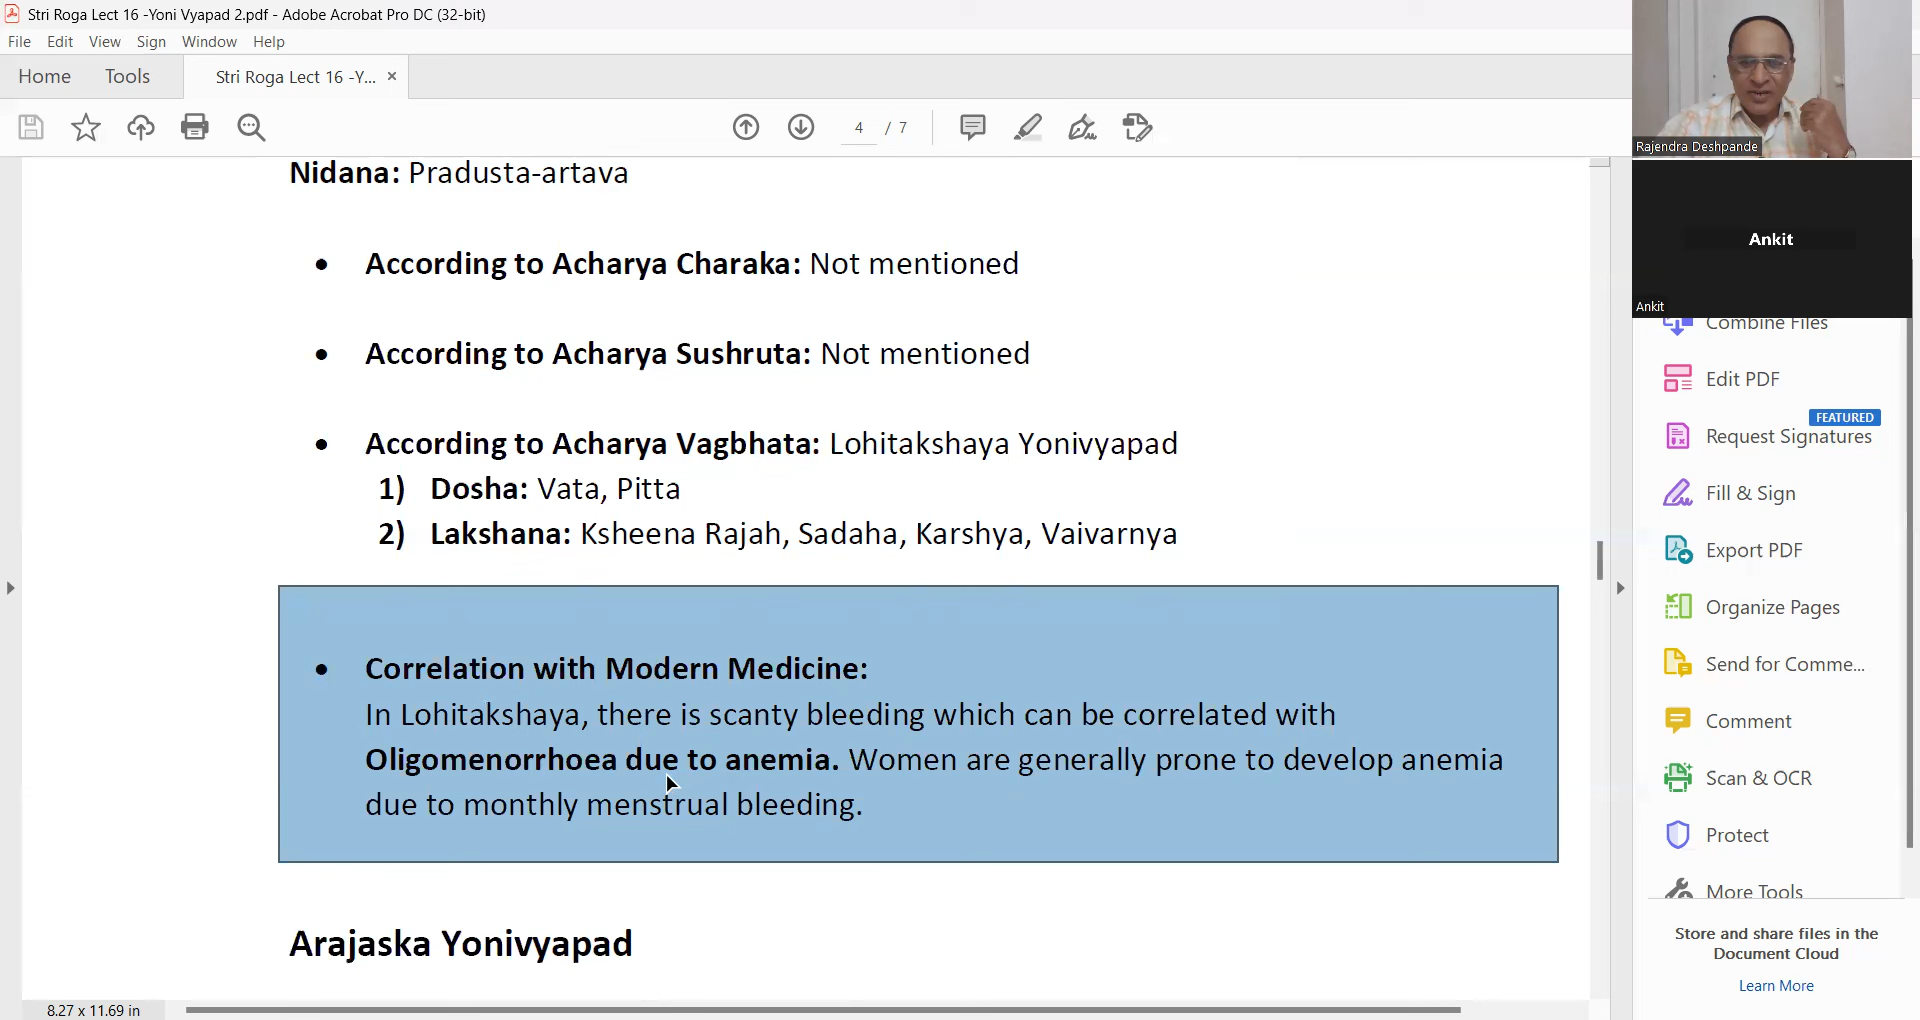 Stri Roga Lect 16 -Yoni Vyapad 2.pdf - Adobe Acrobat Pro DC (32-bit)
File Edit View Sign Window Help
Home Tools Stri Roga Lect 16 -Y... ×
4 / 7
Nidana: Pradusta-artava
• According to Acharya Charaka: Not mentioned
• According to Acharya Sushruta: Not mentioned
• According to Acharya Vagbhata: Lohitakshaya Yonivyapad
1) Dosha: Vata, Pitta
2) Lakshana: Ksheena Rajah, Sadaha, Karshya, Vaivarnya
• Correlation with Modern Medicine:
In Lohitakshaya, there is scanty bleeding which can be correlated with
Oligomenorrhoea due to anemia. Women are generally prone to develop anemia
due to monthly menstrual bleeding.
Arajaska Yonivyapad
8.27 x 11.69 in
Rajendra Deshpande
Ankit
Ankit
Combine Files
Edit PDF
FEATURED
Request Signatures
Fill & Sign
Export PDF
Organize Pages
Send for Comme...
Comment
Scan & OCR
Protect
More Tools
Store and share files in the
Document Cloud
Learn More